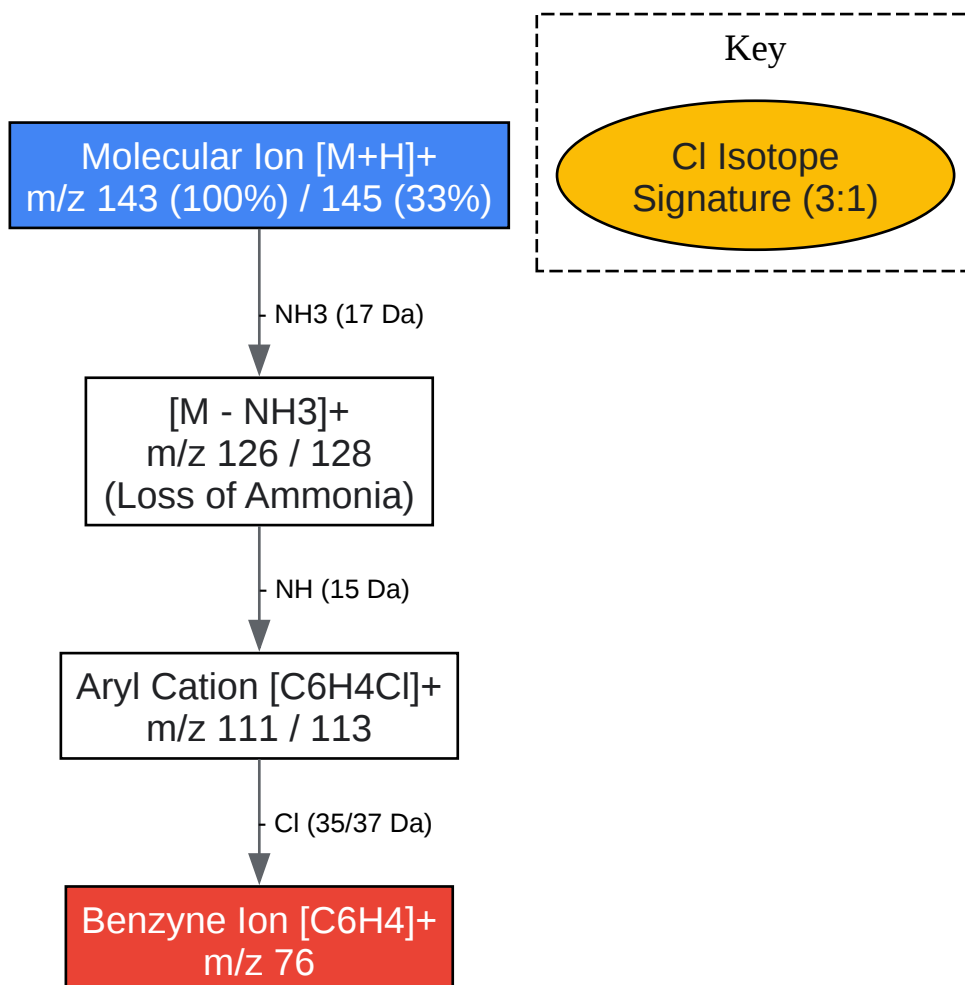 Key
Cl Isotope
Signature (3:1)
Molecular Ion [M+H]+
m/z 143 (100%) / 145 (33%)
- NH3 (17 Da)
[M - NH3]+
m/z 126 / 128
(Loss of Ammonia)
- NH (15 Da)
Aryl Cation [C6H4Cl]+
m/z 111 / 113
- Cl (35/37 Da)
Benzyne Ion [C6H4]+
m/z 76